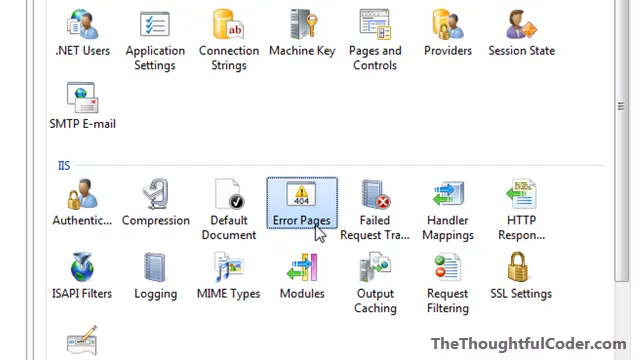 .NET Users
Application
Settings
Connection
Strings
ab
Machine Key
Pages and
Controls
Providers
Session State
SMTP E-mail
IIS
Authentic...
Compression
Default
Document
404
Error Pages
Failed
Request Tra...
Handler
Mappings
HTTP
Respon...
ISAPI Filters
Logging
MIME Types
Modules
Output
Caching
Request
Filtering
SSL Settings
TheThoughtfulCoder.com